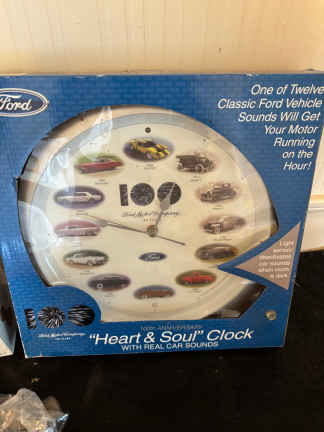 Ford
One of Twelve
Classic Ford Vehicle
Sounds Will Get
Your Motor
Running
on the
Hour!
100
Ford Motor Company
Ford
Light
sensor
deactivates
car sounds
when room
is dark.
100
Ford Motor Company
100th ANNIVERSARY
"Heart & Soul" Clock
WITH REAL CAR SOUNDS